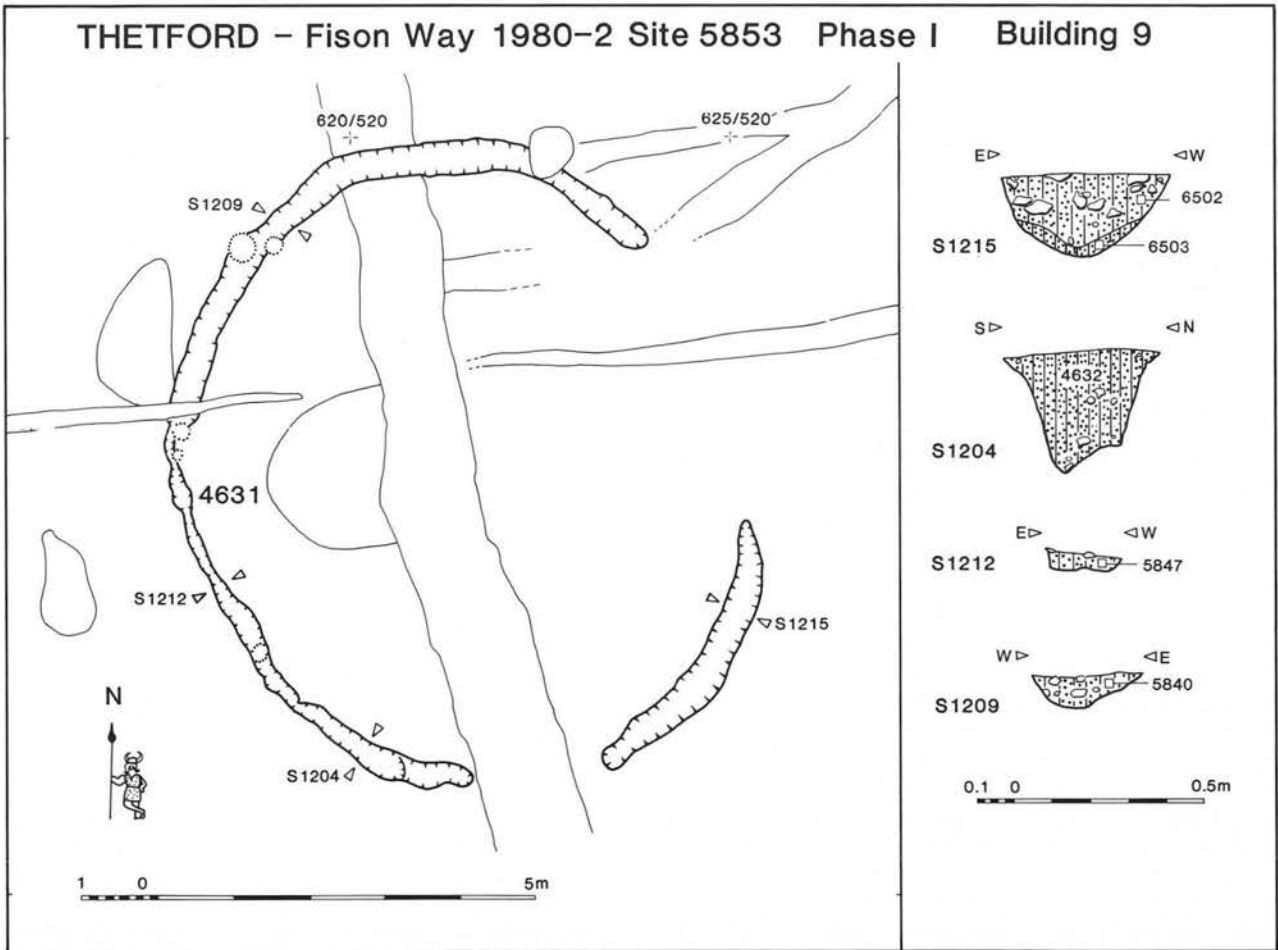 THETFORD – Fison Way 1980–2 Site 5853 Phase I Building 9
620/520
625/520
S1209
4631
S1212
S1215
N
S1204
1 0 5m
E W
6502
S1215
6503
S N
4632
S1204
E W
S1212
5847
W E
5840
S1209
0.1 0 0.5m